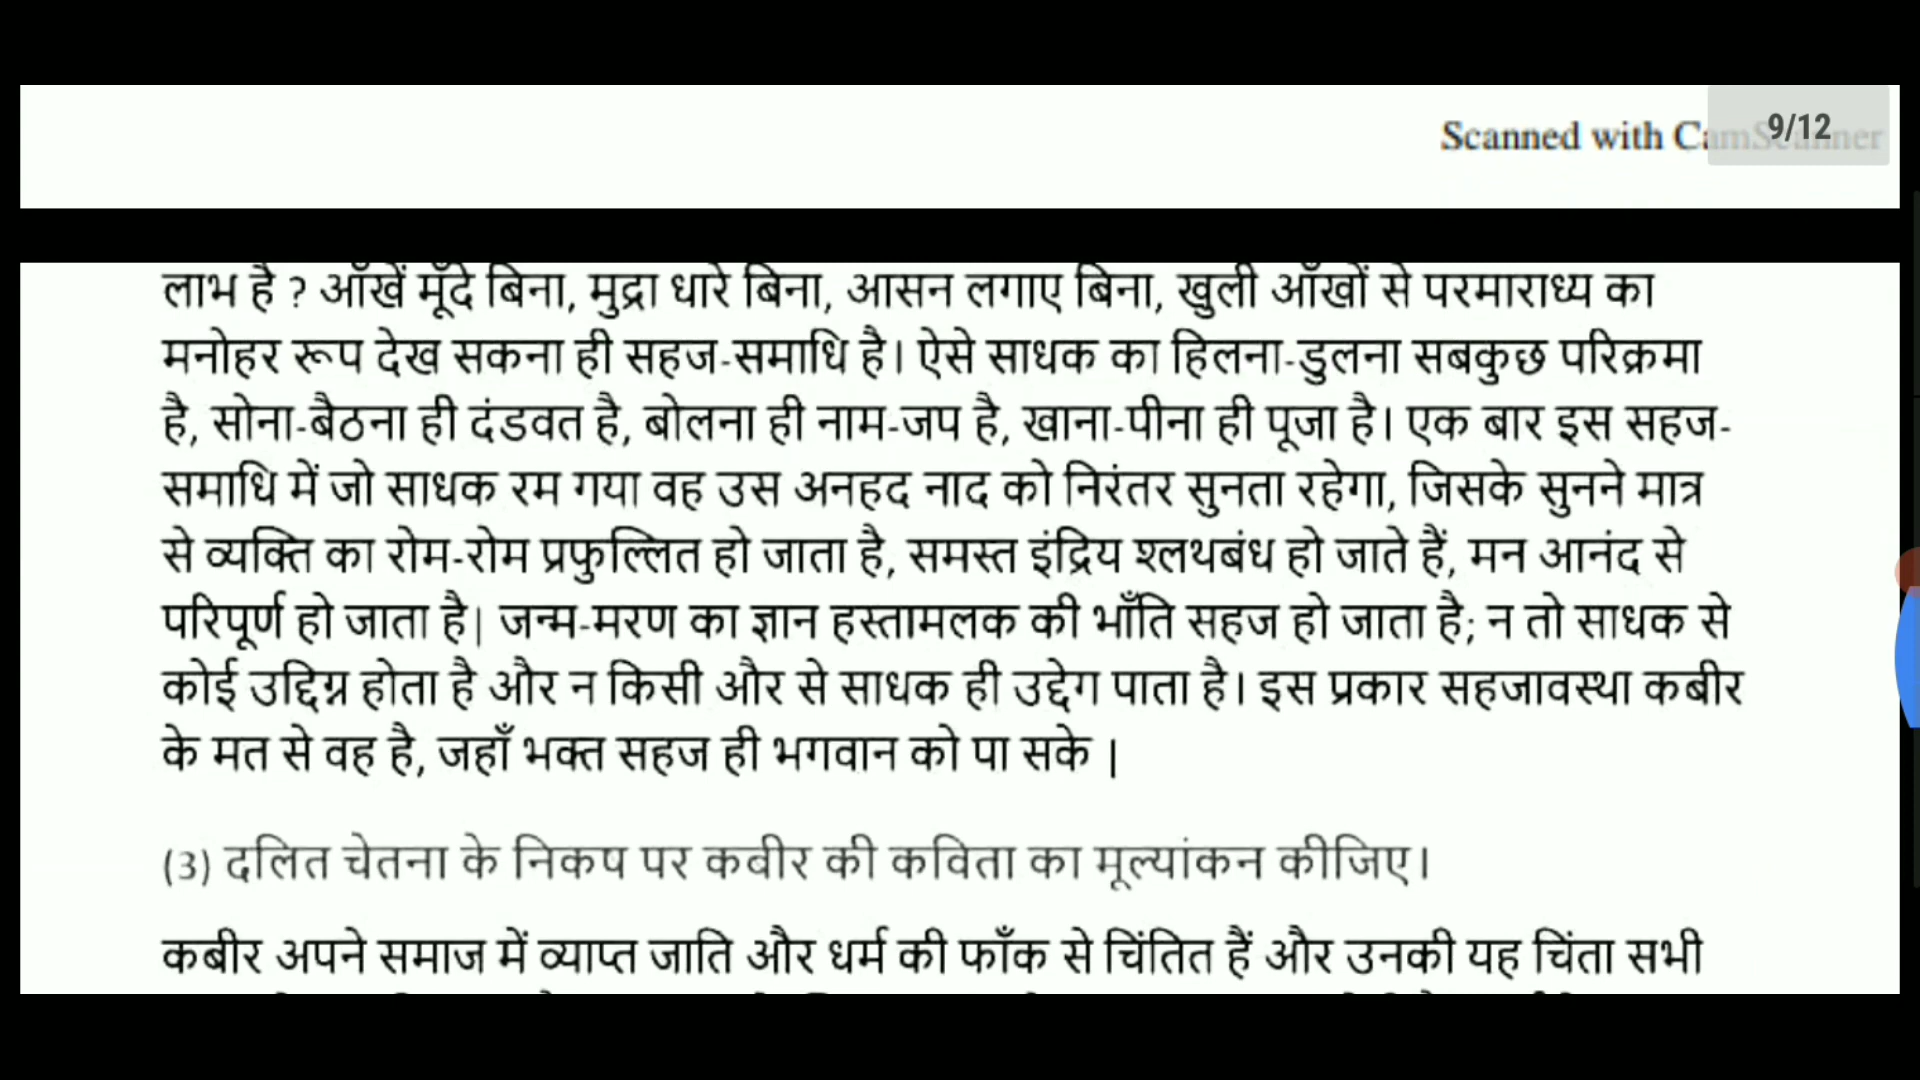 Scanned with CamScanner
9/12
लाभ है ? आँखें मूँदे बिना, मुद्रा धारे बिना, आसन लगाए बिना, खुली आँखों से परमाराध्य का
मनोहर रूप देख सकना ही सहज-समाधि है। ऐसे साधक का हिलना-डुलना सबकुछ परिक्रमा
है, सोना-बैठना ही दंडवत है, बोलना ही नाम-जप है, खाना-पीना ही पूजा है। एक बार इस सहज-
समाधि में जो साधक रम गया वह उस अनहद नाद को निरंतर सुनता रहेगा, जिसके सुनने मात्र
से व्यक्ति का रोम-रोम प्रफुल्लित हो जाता है, समस्त इंद्रिय श्लथबंध हो जाते हैं, मन आनंद से
परिपूर्ण हो जाता है| जन्म-मरण का ज्ञान हस्तामलक की भाँति सहज हो जाता है; न तो साधक से
कोई उद्विग्न होता है और न किसी और से साधक ही उद्वेग पाता है। इस प्रकार सहजावस्था कबीर
के मत से वह है, जहाँ भक्त सहज ही भगवान को पा सके |
(3) दलित चेतना के निकष पर कबीर की कविता का मूल्यांकन कीजिए।
कबीर अपने समाज में व्याप्त जाति और धर्म की फाँक से चिंतित हैं और उनकी यह चिंता सभी